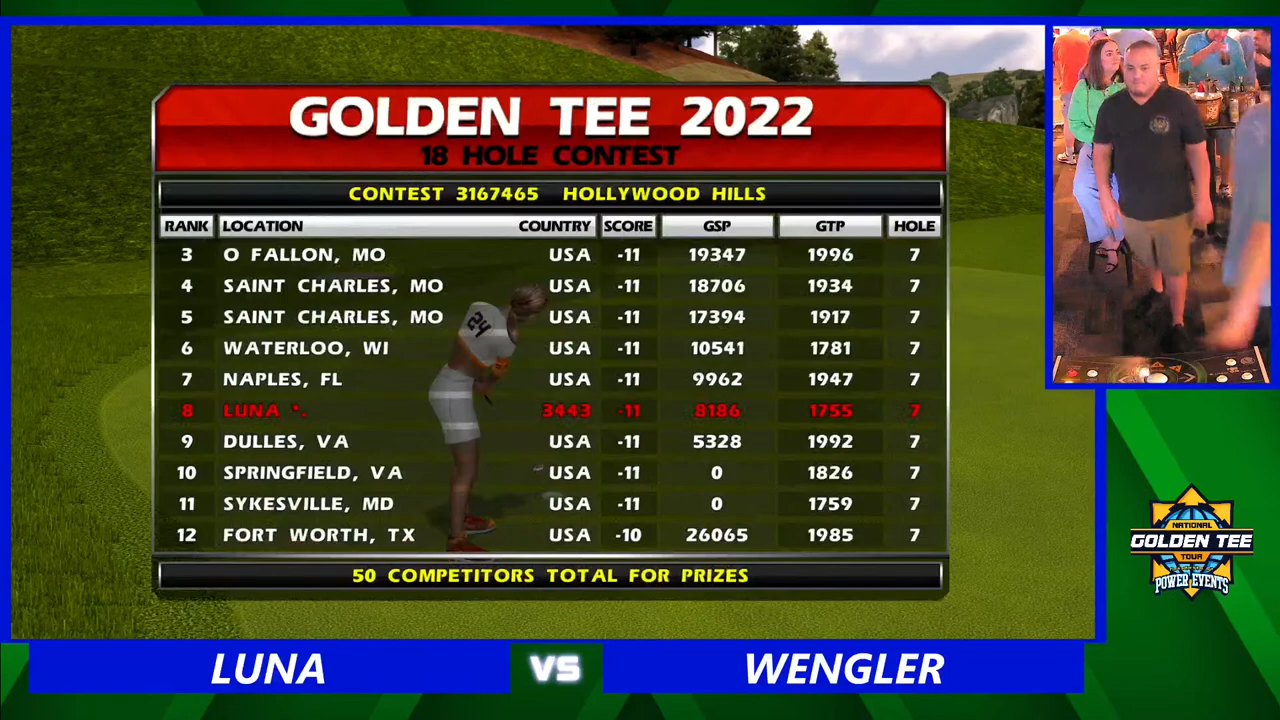 GOLDEN TEE 2022
18 HOLE CONTEST
CONTEST 3167465 HOLLYWOOD HILLS
RANK LOCATION COUNTRY SCORE GSP GTP HOLE
3 O FALLON, MO USA -11 19347 1996 7
4 SAINT CHARLES, MO USA -11 18706 1934 7
5 SAINT CHARLES, MO USA -11 17394 1917 7
6 WATERLOO, WI USA -11 10541 1781 7
7 NAPLES, FL USA -11 9962 1947 7
8 LUNA *. 3443 -11 8186 1755 7
9 DULLES, VA USA -11 5328 1992 7
10 SPRINGFIELD, VA USA -11 0 1826 7
11 SYKESVILLE, MD USA -11 0 1759 7
12 FORT WORTH, TX USA -10 26065 1985 7
50 COMPETITORS TOTAL FOR PRIZES
24
NATIONAL
GOLDEN TEE
TOUR
POWER EVENTS
LUNA VS WENGLER